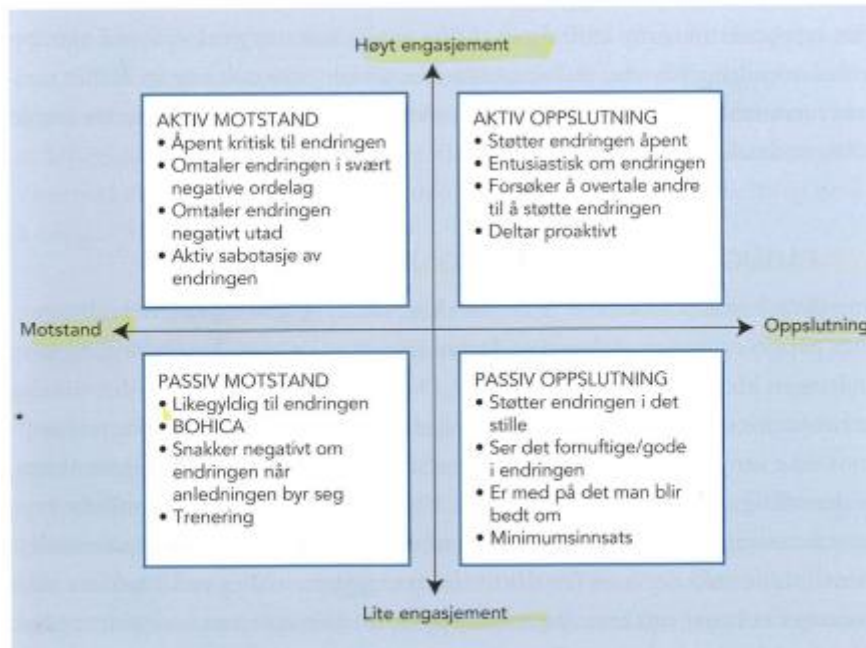 Høyt engasjement
AKTIV MOTSTAND
• Åpent kritisk til endringen
• Omtaler endringen i svært
negative ordelag
• Omtaler endringen
negativt utad
• Aktiv sabotasje av
endringen
AKTIV OPPSLUTNING
• Støtter endringen åpent
• Entusiastisk om endringen
• Forsøker å overtale andre
til å støtte endringen
• Deltar proaktivt
Motstand
Oppslutning
PASSIV MOTSTAND
• Likegyldig til endringen
• BOHICA
• Snakker negativt om
endringen når
anledningen byr seg
• Trenering
PASSIV OPPSLUTNING
• Støtter endringen i det
stille
• Ser det fornuftige/gode
i endringen
• Er med på det man blir
bedt om
• Minimumsinnsats
Lite engasjement